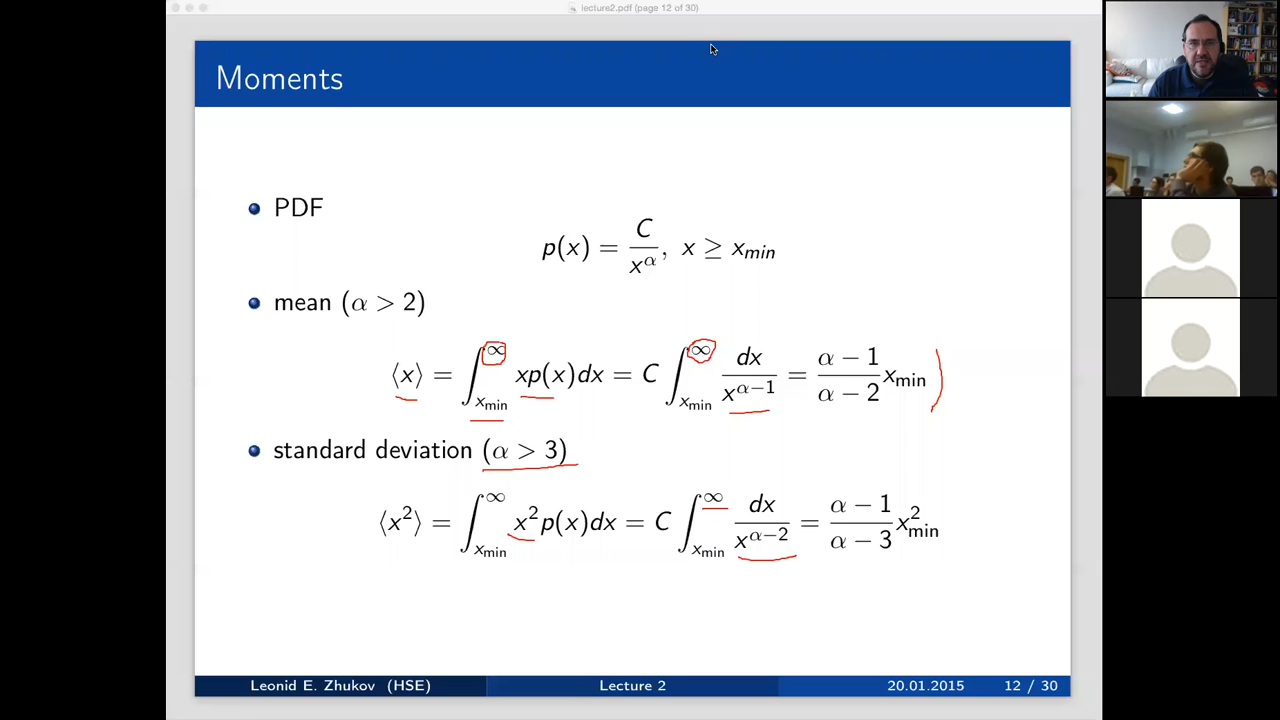 lecture2.pdf (page 12 of 30)
Moments
PDF
p(x) = C/x^α, x ≥ x_min
mean (α > 2)
⟨x⟩ = ∫_{x_min}^∞ xp(x)dx = C ∫_{x_min}^∞ dx/x^{α−1} = (α − 1)/(α − 2) x_min
standard deviation (α > 3)
⟨x²⟩ = ∫_{x_min}^∞ x²p(x)dx = C ∫_{x_min}^∞ dx/x^{α−2} = (α − 1)/(α − 3) x²_min
Leonid E. Zhukov (HSE) Lecture 2 20.01.2015 12 / 30